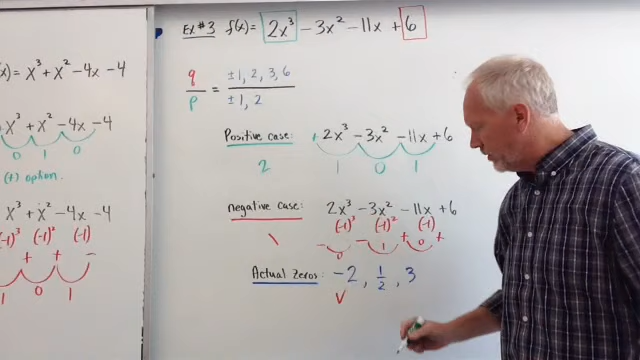 Ex #3 f(x) = 2x³ - 3x² - 11x + 6
q/p = ±1, 2, 3, 6 / ±1, 2
Positive case: +2x³ - 3x² - 11x + 6
2 1 0 1
negative case: 2x³ - 3x² - 11x + 6
(-1)³ (-1)² (-1)
\ - - + +
0 1 0
Actual Zeros: -2, 1/2, 3
✓
x) = x³ + x² - 4x - 4
x³ + x² - 4x - 4
0 1 0
(+) option.
x³ + x² - 4x - 4
(-1)³ (-1)² (-1)
- + + -
1 0 1